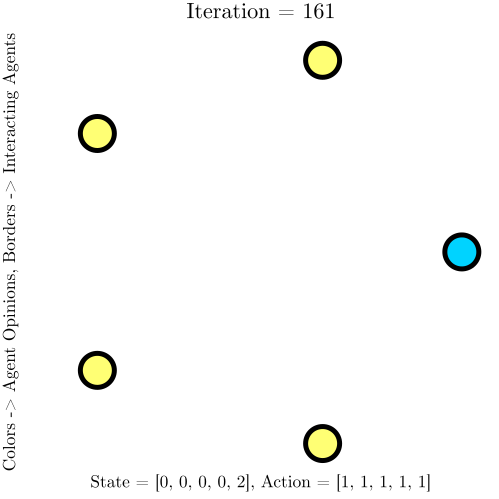 Iteration = 161
Colors -> Agent Opinions, Borders -> Interacting Agents
State = [0, 0, 0, 0, 2], Action = [1, 1, 1, 1, 1]